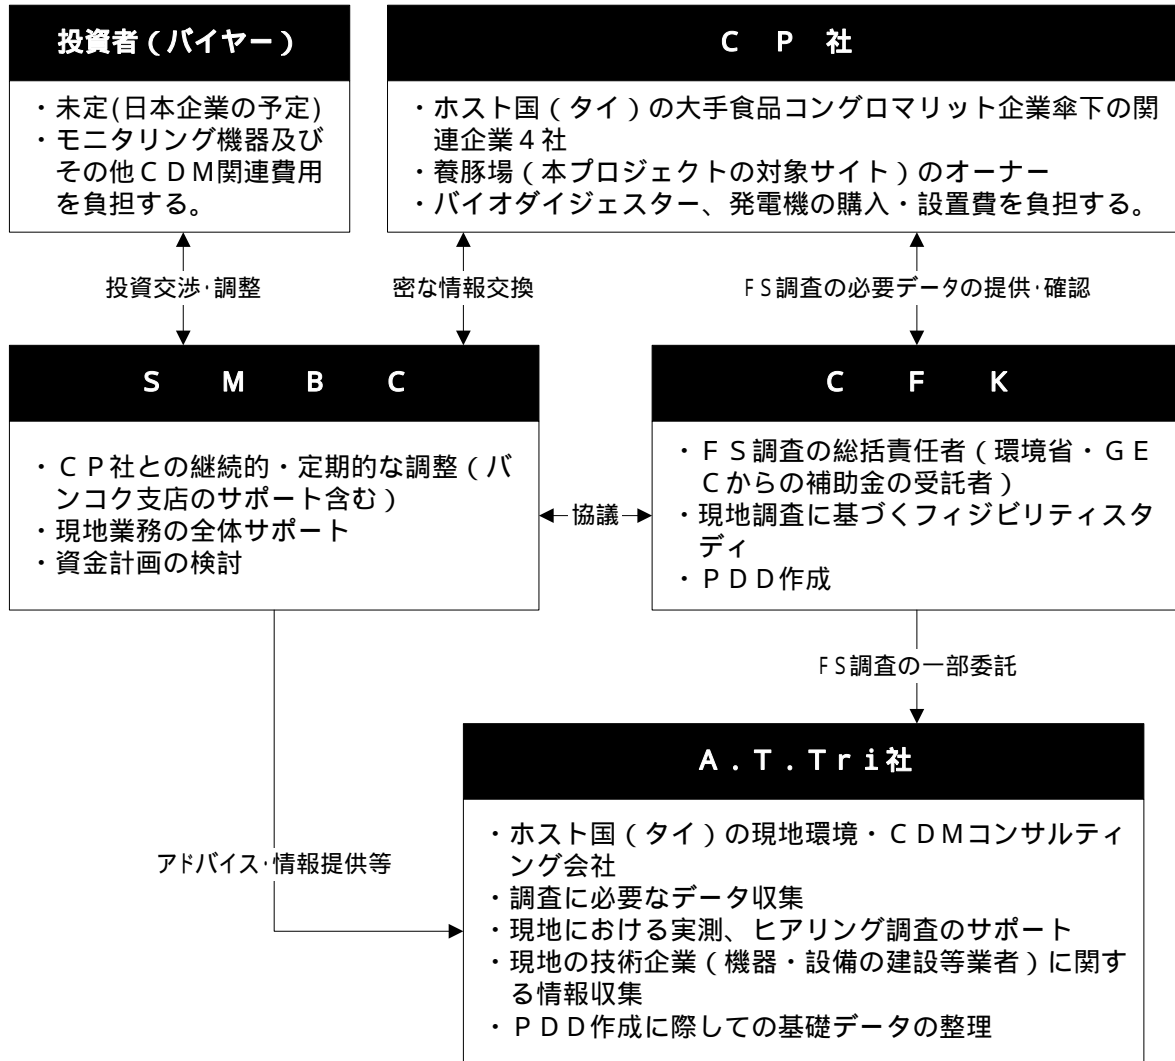 投資者（バイヤー）
・未定(日本企業の予定)
・モニタリング機器及び
その他ＣＤＭ関連費用
を負担する。
Ｃ Ｐ 社
・ホスト国（タイ）の大手食品コングロマリット企業傘下の関
連企業４社
・養豚場（本プロジェクトの対象サイト）のオーナー
・バイオダイジェスター、発電機の購入・設置費を負担する。
投資交渉・調整
密な情報交換
ＦＳ調査の必要データの提供・確認
Ｓ Ｍ Ｂ Ｃ
・ＣＰ社との継続的・定期的な調整（バ
ンコク支店のサポート含む）
・現地業務の全体サポート
・資金計画の検討
協議
Ｃ Ｆ Ｋ
・ＦＳ調査の総括責任者（環境省・ＧＥ
Ｃからの補助金の受託者）
・現地調査に基づくフィジビリティスタ
ディ
・ＰＤＤ作成
ＦＳ調査の一部委託
アドバイス・情報提供等
Ａ．Ｔ．Ｔｒｉ社
・ホスト国（タイ）の現地環境・ＣＤＭコンサルティ
ング会社
・調査に必要なデータ収集
・現地における実測、ヒアリング調査のサポート
・現地の技術企業（機器・設備の建設等業者）に関す
る情報収集
・ＰＤＤ作成に際しての基礎データの整理